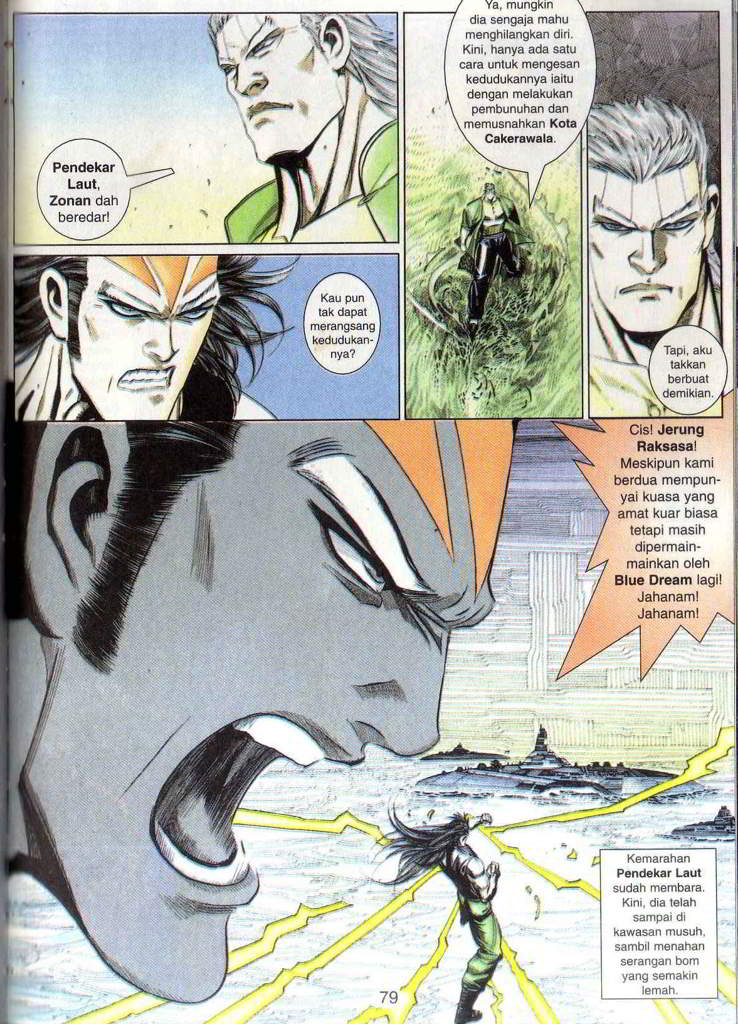 Pendekar
Laut,
Zonan dah
beredar!
Ya, mungkin
dia sengaja mahu
menghilangkan diri.
Kini, hanya ada satu
cara untuk mengesan
kedudukannya iaitu
dengan melakukan
pembunuhan dan
memusnahkan Kota
Cakerawala.
Tapi, aku
takkan
berbuat
demikian.
Kau pun
tak dapat
merangsang
kedudukan-
nya?
Cis! Jerung
Raksasa!
Meskipun kami
berdua mempun-
yai kuasa yang
amat kuar biasa
tetapi masih
dipermain-
mainkan oleh
Blue Dream lagi!
Jahanam!
Jahanam!
Kemarahan
Pendekar Laut
sudah membara.
Kini, dia telah
sampai di
kawasan musuh,
sambil menahan
serangan bom
yang semakin
lemah.
79